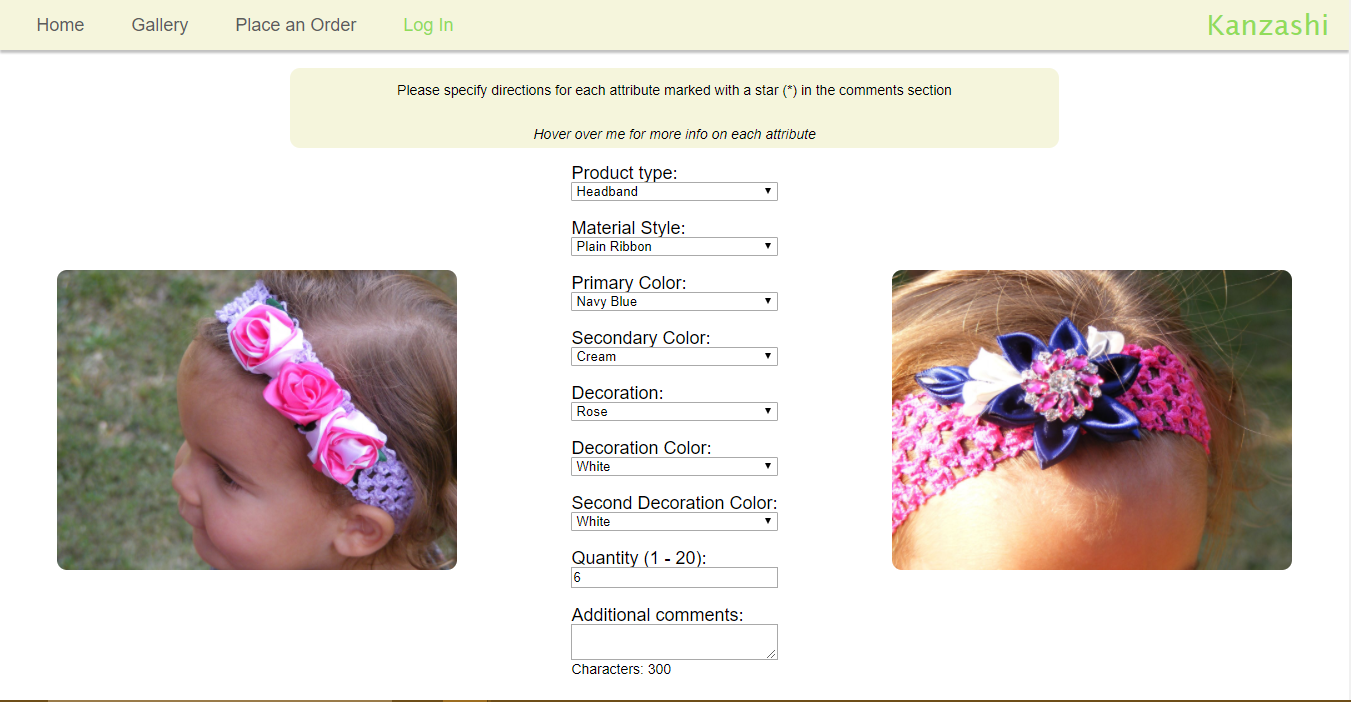 Home Gallery Place an Order Log In Kanzashi
Please specify directions for each attribute marked with a star (*) in the comments section
Hover over me for more info on each attribute
Product type:
Headband
Material Style:
Plain Ribbon
Primary Color:
Navy Blue
Secondary Color:
Cream
Decoration:
Rose
Decoration Color:
White
Second Decoration Color:
White
Quantity (1 - 20):
6
Additional comments:
Characters: 300